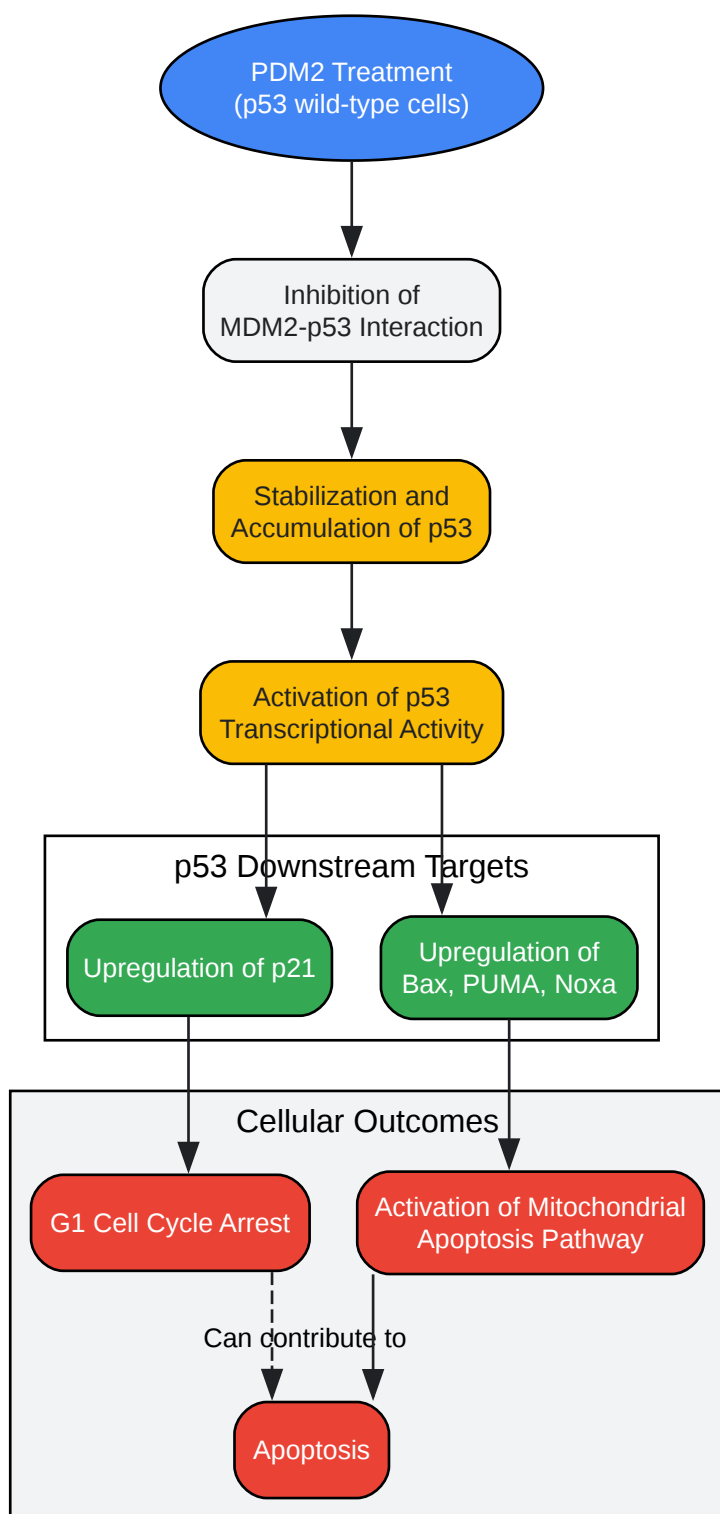 PDM2 Treatment
(p53 wild-type cells)
Inhibition of
MDM2-p53 Interaction
Stabilization and
Accumulation of p53
Activation of p53
Transcriptional Activity
p53 Downstream Targets
Upregulation of p21
Upregulation of
Bax, PUMA, Noxa
Cellular Outcomes
G1 Cell Cycle Arrest
Activation of Mitochondrial
Apoptosis Pathway
Can contribute to
Apoptosis